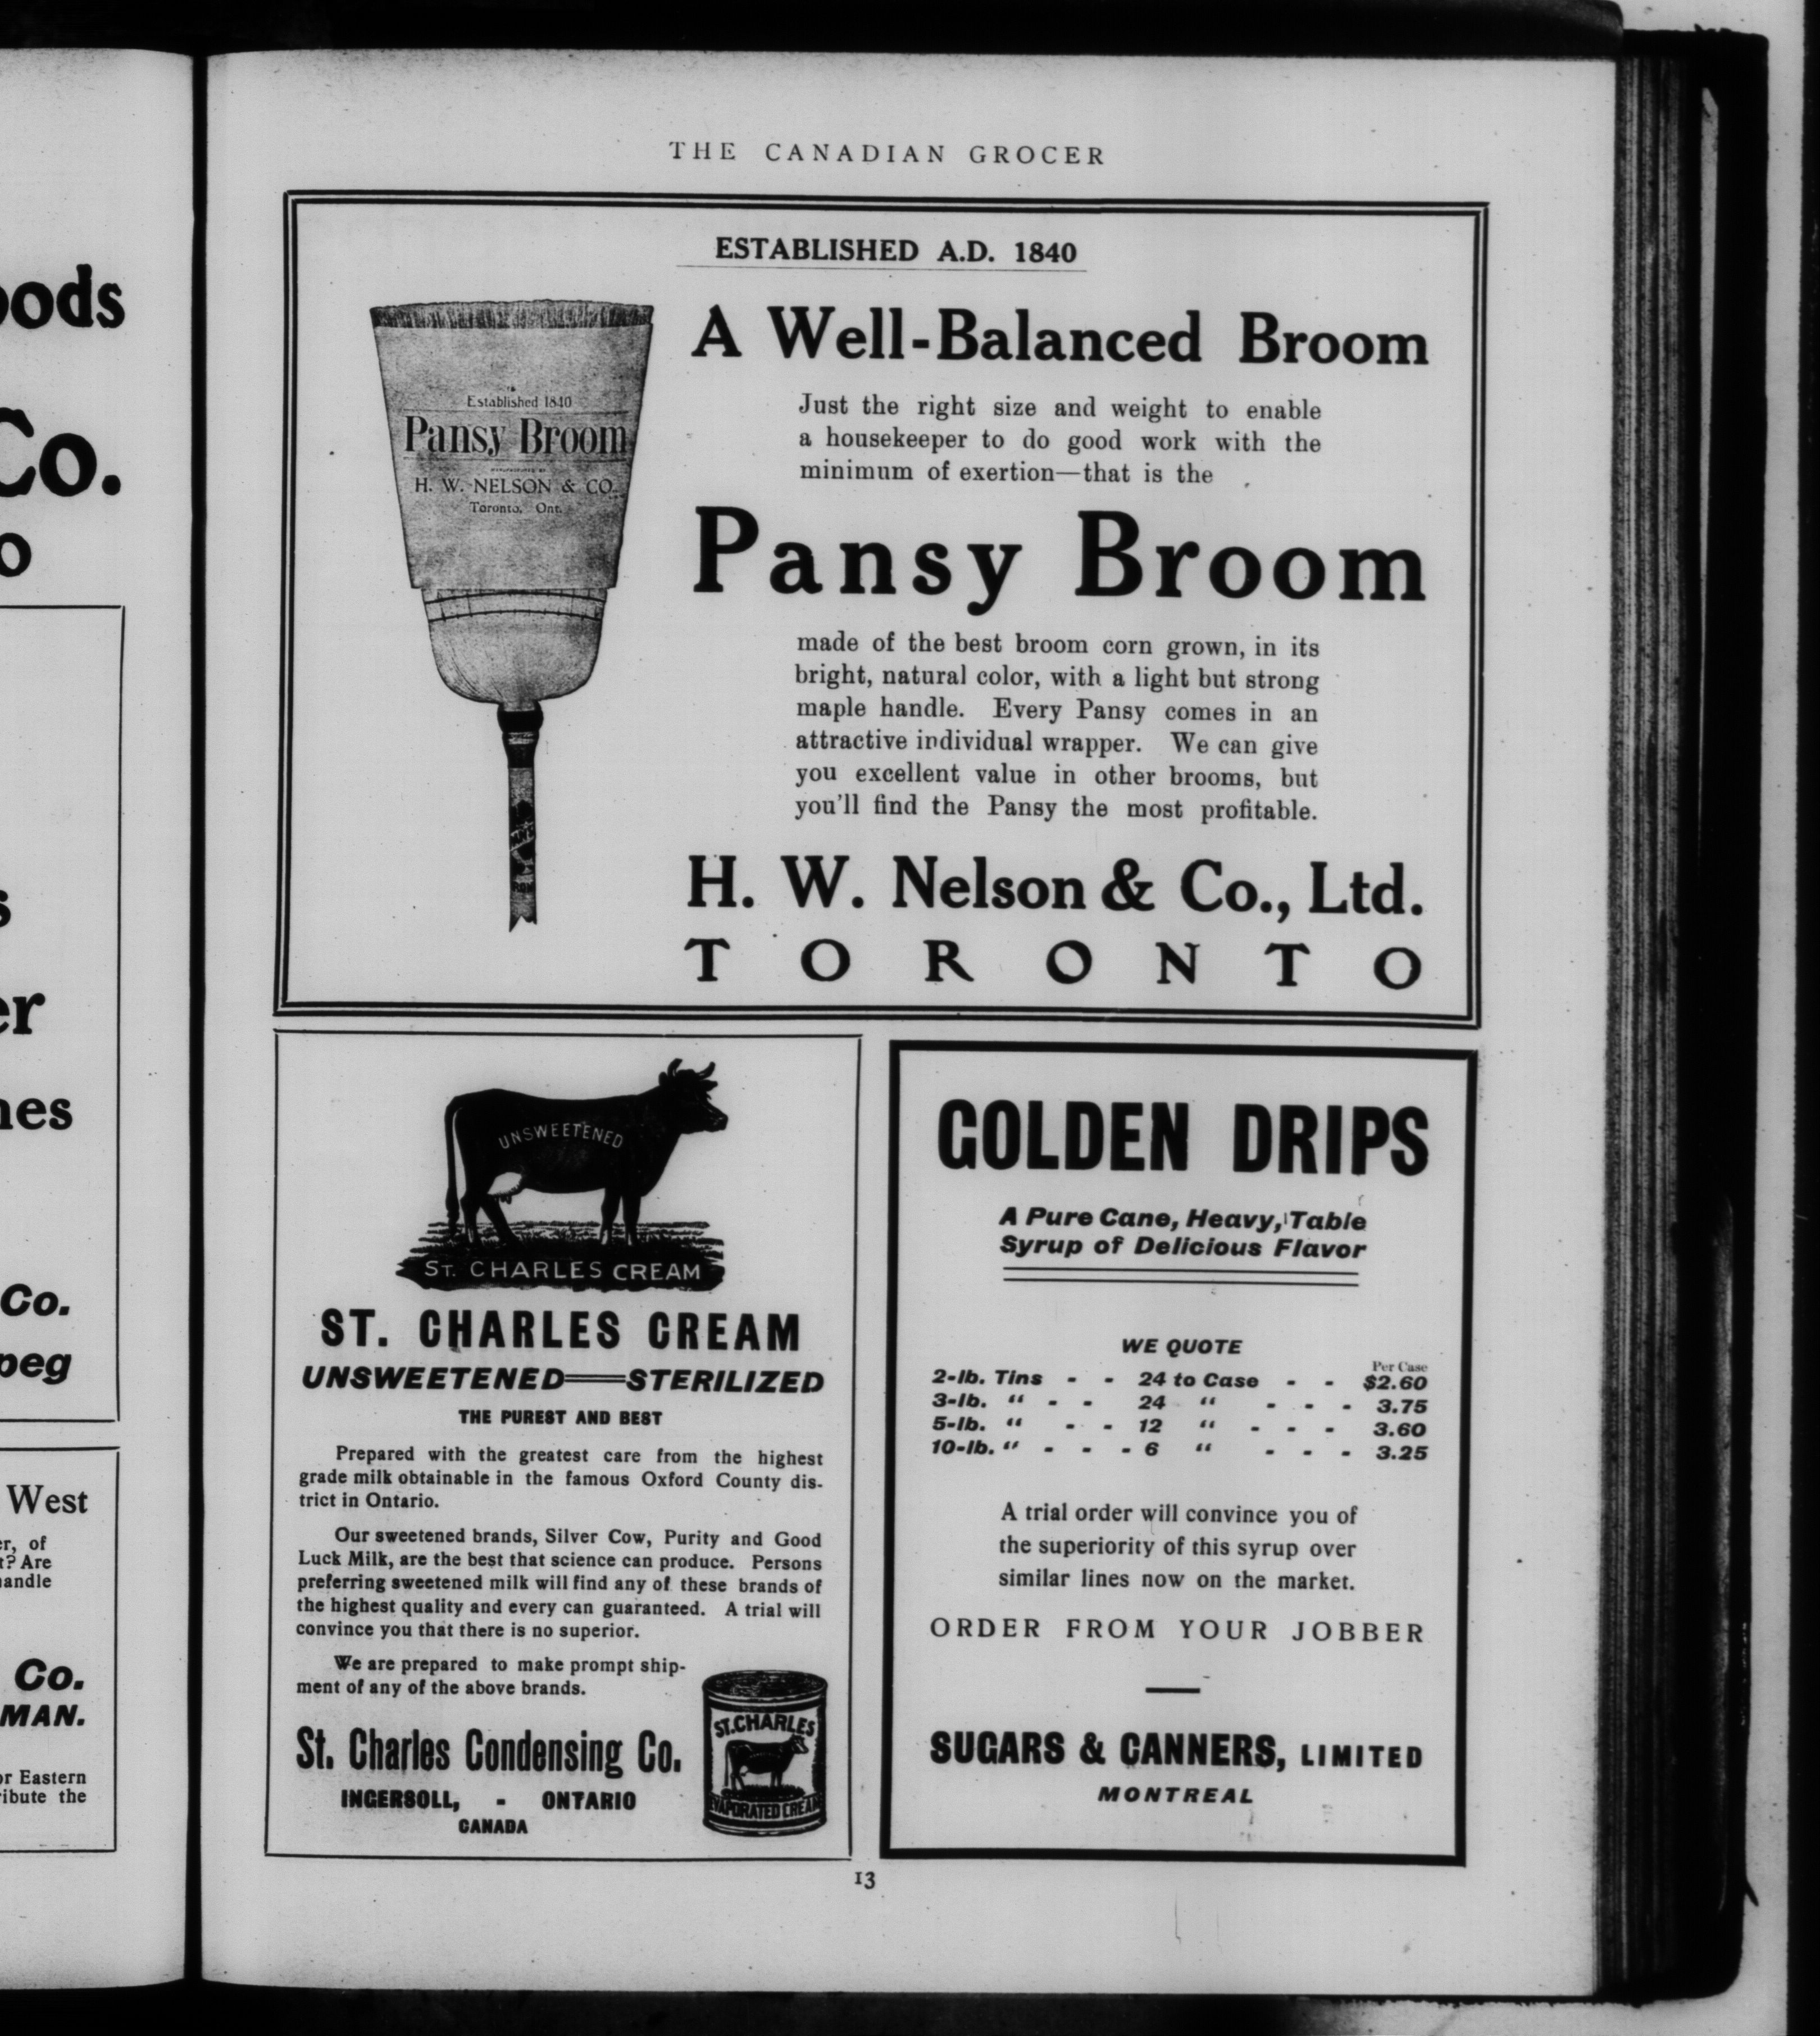 oods
Co.
o
s
er
nes
Co.
peg
West
er, of
t? Are
handle
Co.
MAN.
or Eastern
ribute the
THE CANADIAN GROCER
ESTABLISHED A.D. 1840
Established 1840
Pansy Broom
H. W. NELSON & CO.
Toronto, Ont.
A Well-Balanced Broom
Just the right size and weight to enable
a housekeeper to do good work with the
minimum of exertion—that is the
Pansy Broom
made of the best broom corn grown, in its
bright, natural color, with a light but strong
maple handle. Every Pansy comes in an
attractive individual wrapper. We can give
you excellent value in other brooms, but
you'll find the Pansy the most profitable.
H. W. Nelson & Co., Ltd.
TORONTO
UNSWEETENED
ST. CHARLES CREAM
ST. CHARLES CREAM
UNSWEETENED—STERILIZED
THE PUREST AND BEST
Prepared with the greatest care from the highest
grade milk obtainable in the famous Oxford County dis-
trict in Ontario.
Our sweetened brands, Silver Cow, Purity and Good
Luck Milk, are the best that science can produce. Persons
preferring sweetened milk will find any of these brands of
the highest quality and every can guaranteed. A trial will
convince you that there is no superior.
We are prepared to make prompt ship-
ment of any of the above brands.
St. Charles Condensing Co.
INGERSOLL, - ONTARIO
CANADA
ST. CHARLES
EVAPORATED CREAM
GOLDEN DRIPS
A Pure Cane, Heavy, Table
Syrup of Delicious Flavor
WE QUOTE
Per Case
2-lb. Tins - - 24 to Case - - $2.60
3-lb. " - - 24 " - - - 3.75
5-lb. " - - 12 " - - - 3.60
10-lb. " - - - 6 " - - - 3.25
A trial order will convince you of
the superiority of this syrup over
similar lines now on the market.
ORDER FROM YOUR JOBBER
SUGARS & CANNERS, LIMITED
MONTREAL
13